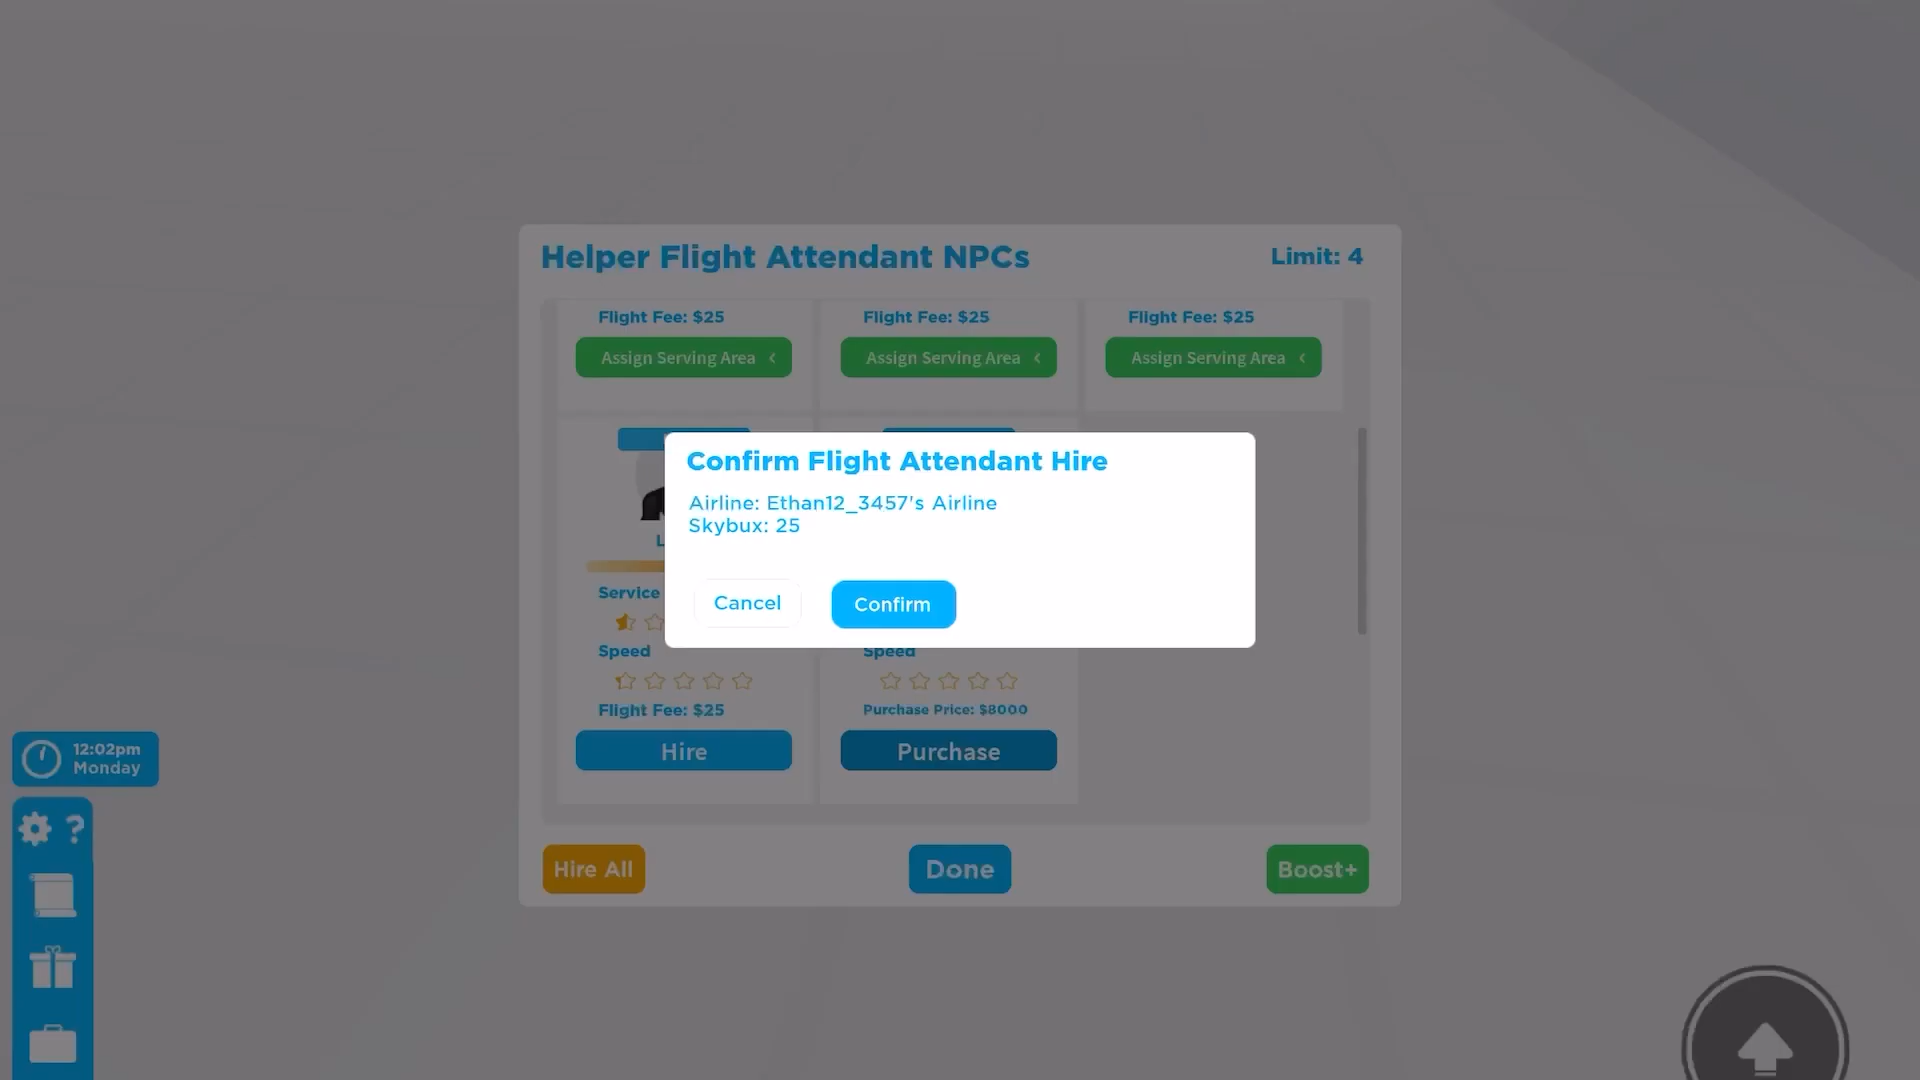 Helper Flight Attendant NPCs
Limit: 4
Flight Fee: $25
Flight Fee: $25
Flight Fee: $25
Assign Serving Area <
Assign Serving Area <
Assign Serving Area <
Confirm Flight Attendant Hire
Airline: Ethan12_3457's Airline
Skybux: 25
Cancel
Confirm
Service
Speed
Speed
Flight Fee: $25
Purchase Price: $8000
Hire
Purchase
12:02pm
Monday
?
Hire All
Done
Boost+